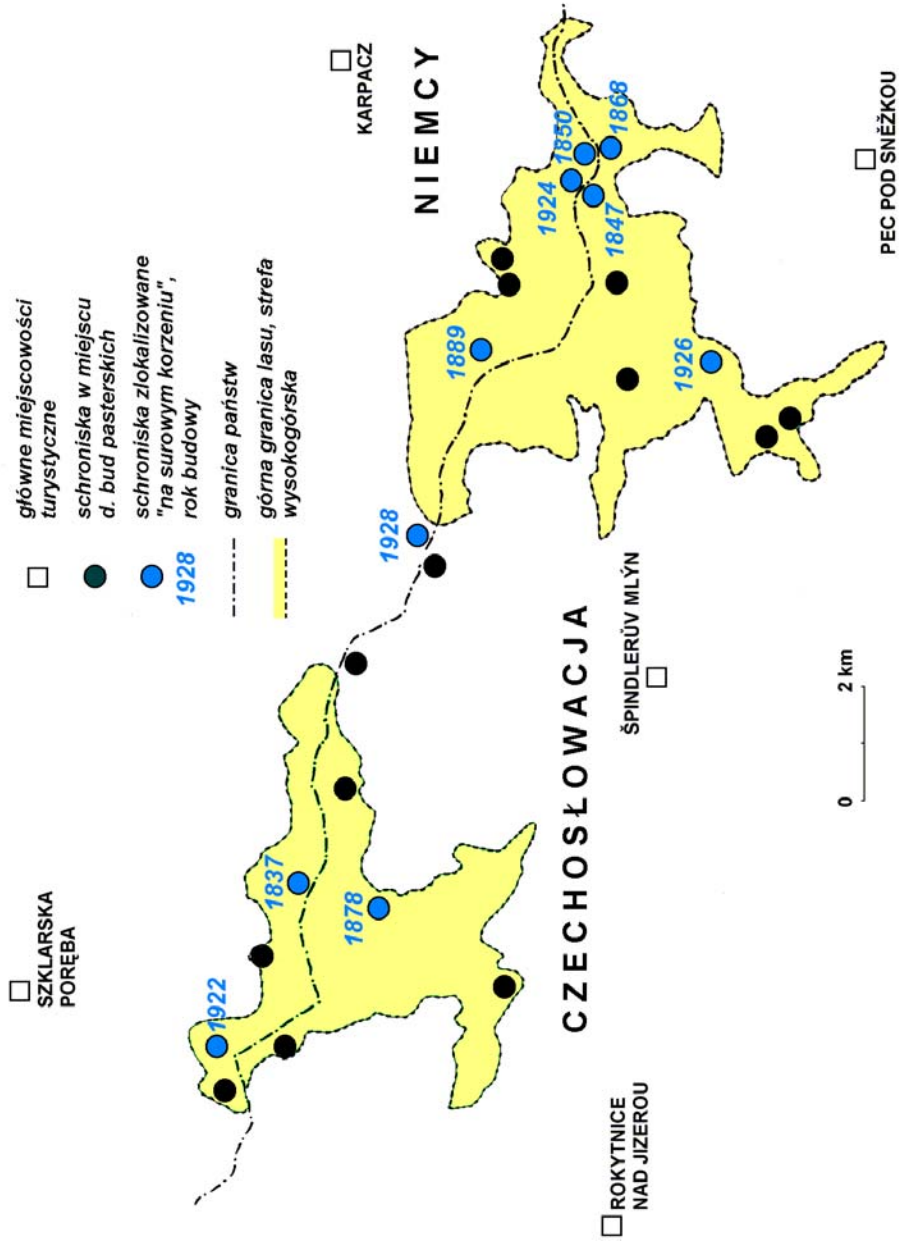 główne miejscowości
turystyczne
schroniska w miejscu
d. bud pasterskich
schroniska zlokalizowane
"na surowym korzeniu",
rok budowy
1928
granica państw
górna granica lasu, strefa
wysokogórska
SZKLARSKA
PORĘBA
KARPACZ
NIEMCY
1922
1837
1878
1928
1889
1924
1850
1868
1847
1926
CZECHOSŁOWACJA
ŠPINDLERŮV MLÝN
PEC POD SNĚŽKOU
ROKYTNICE
NAD JIZEROU
0 2 km